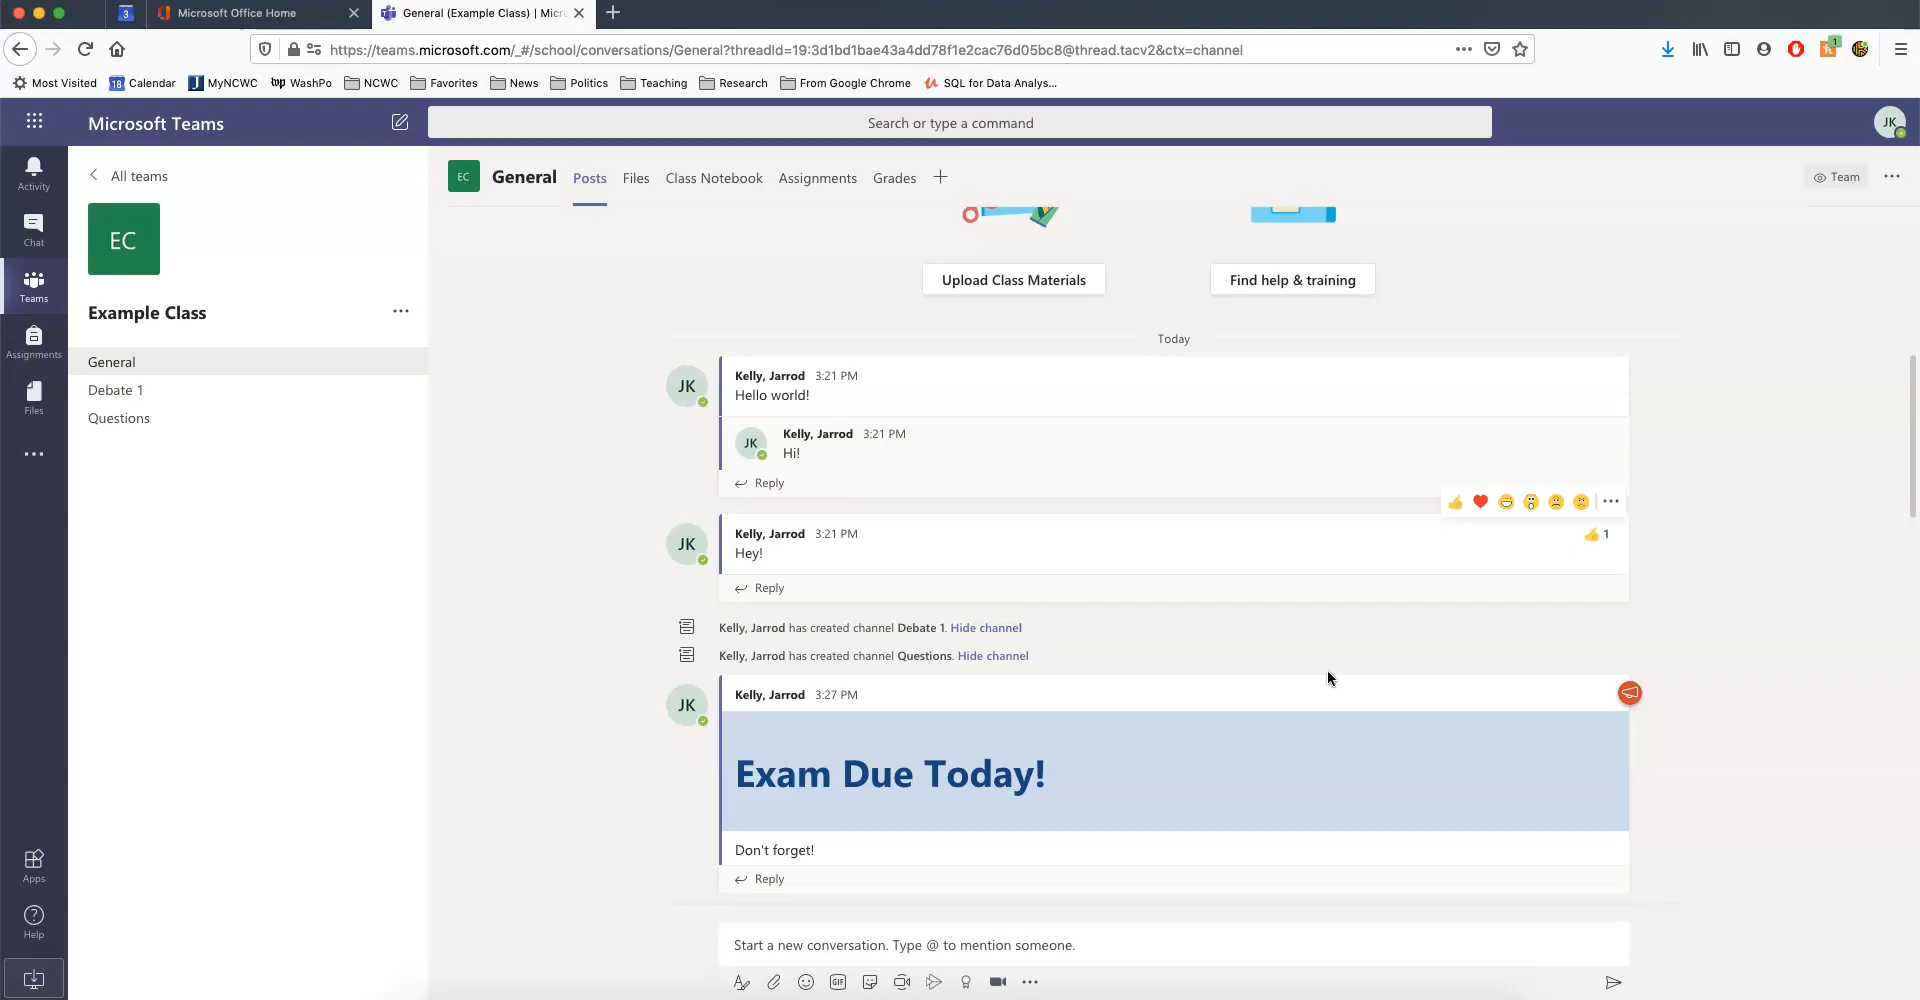 3
Microsoft Office Home
General (Example Class) | Micr
https://teams.microsoft.com/_#/school/conversations/General?threadId=19:3d1bd1bae43a4dd78f1e2cac76d05bc8@thread.tacv2&ctx=channel
1
Most Visited
18 Calendar
MyNCWC
wp WashPo
NCWC
Favorites
News
Politics
Teaching
Research
From Google Chrome
SQL for Data Analys...
Microsoft Teams
Search or type a command
JK
Activity
Chat
Teams
Assignments
Files
Apps
Help
All teams
EC
Example Class
General
Debate 1
Questions
EC
General
Posts
Files
Class Notebook
Assignments
Grades
Team
Upload Class Materials
Find help & training
Today
JK
Kelly, Jarrod 3:21 PM
Hello world!
JK
Kelly, Jarrod 3:21 PM
Hi!
Reply
JK
Kelly, Jarrod 3:21 PM
1
Hey!
Reply
Kelly, Jarrod has created channel Debate 1. Hide channel
Kelly, Jarrod has created channel Questions. Hide channel
JK
Kelly, Jarrod 3:27 PM
Exam Due Today!
Don't forget!
Reply
Start a new conversation. Type @ to mention someone.
GIF